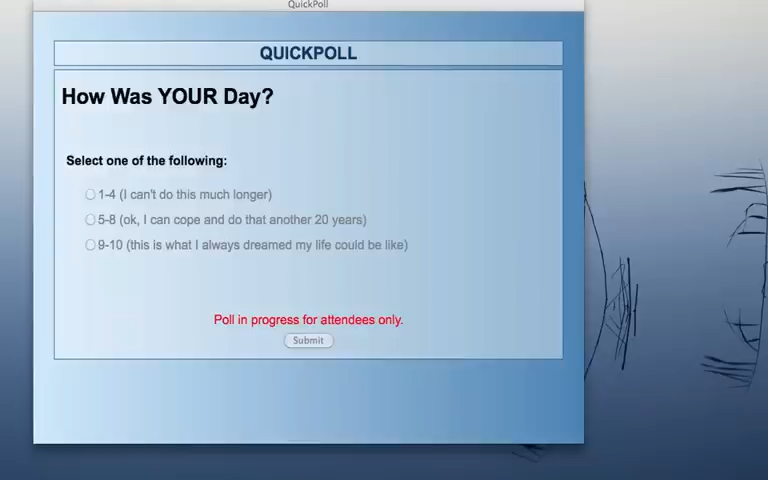 QuickPoll
QUICKPOLL
How Was YOUR Day?
Select one of the following:
1-4 (I can't do this much longer)
5-8 (ok, I can cope and do that another 20 years)
9-10 (this is what I always dreamed my life could be like)
Poll in progress for attendees only.
Submit